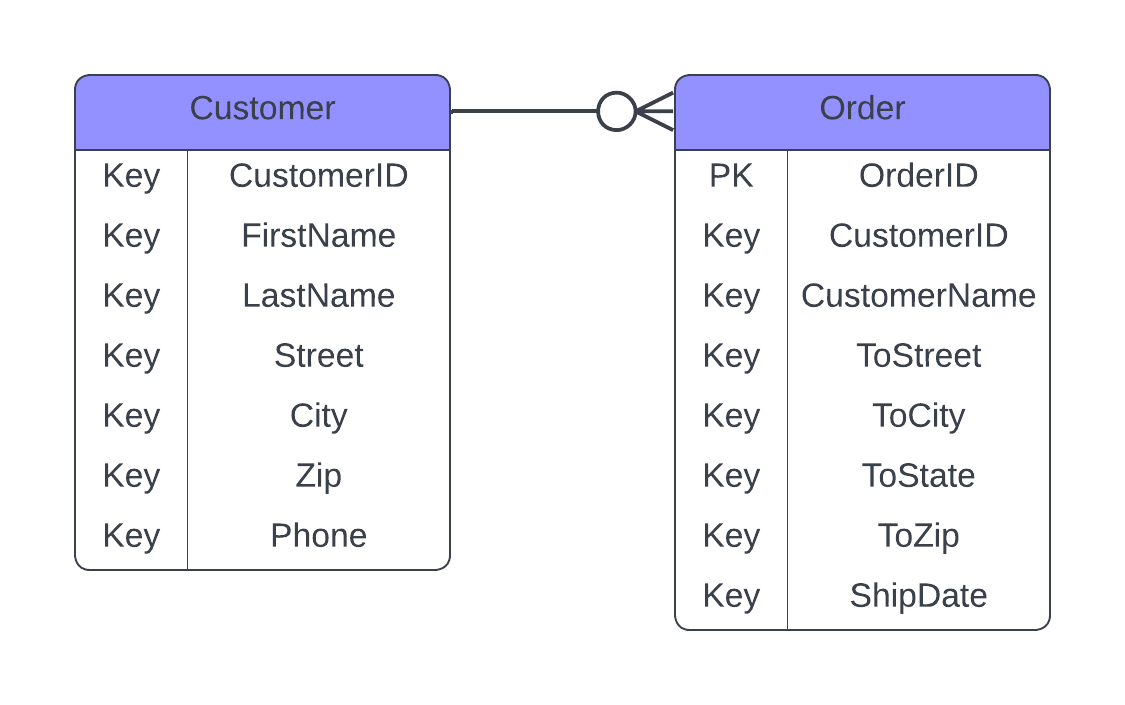 Customer
Key CustomerID
Key FirstName
Key LastName
Key Street
Key City
Key Zip
Key Phone
Order
PK OrderID
Key CustomerID
Key CustomerName
Key ToStreet
Key ToCity
Key ToState
Key ToZip
Key ShipDate